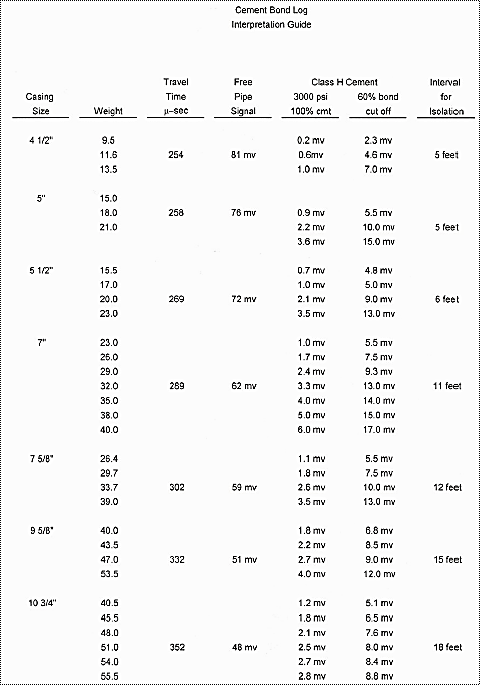 Cement Bond Log
Interpretation Guide
Travel Free Class H Cement Interval
Casing Time Pipe 3000 psi 60% bond for
Size Weight µ-sec Signal 100% cmt cut off Isolation
4 1/2" 9.5 0.2 mv 2.3 mv
11.6 254 81 mv 0.6mv 4.6 mv 5 feet
13.5 1.0 mv 7.0 mv
5" 15.0
18.0 258 76 mv 0.9 mv 5.5 mv
21.0 2.2 mv 10.0 mv 5 feet
3.6 mv 15.0 mv
5 1/2" 15.5 0.7 mv 4.8 mv
17.0 1.0 mv 5.0 mv
20.0 269 72 mv 2.1 mv 9.0 mv 6 feet
23.0 3.5 mv 13.0 mv
7" 23.0 1.0 mv 5.5 mv
26.0 1.7 mv 7.5 mv
29.0 2.4 mv 9.3 mv
32.0 289 62 mv 3.3 mv 13.0 mv 11 feet
35.0 4.0 mv 14.0 mv
38.0 5.0 mv 15.0 mv
40.0 6.0 mv 17.0 mv
7 5/8" 26.4 1.1 mv 5.5 mv
29.7 1.8 mv 7.5 mv
33.7 302 59 mv 2.6 mv 10.0 mv 12 feet
39.0 3.5 mv 13.0 mv
9 5/8" 40.0 1.8 mv 6.8 mv
43.5 2.2 mv 8.5 mv
47.0 332 51 mv 2.7 mv 9.0 mv 15 feet
53.5 4.0 mv 12.0 mv
10 3/4" 40.5 1.2 mv 5.1 mv
45.5 1.8 mv 6.5 mv
48.0 2.1 mv 7.6 mv
51.0 352 48 mv 2.5 mv 8.0 mv 18 feet
54.0 2.7 mv 8.4 mv
55.5 2.8 mv 8.8 mv